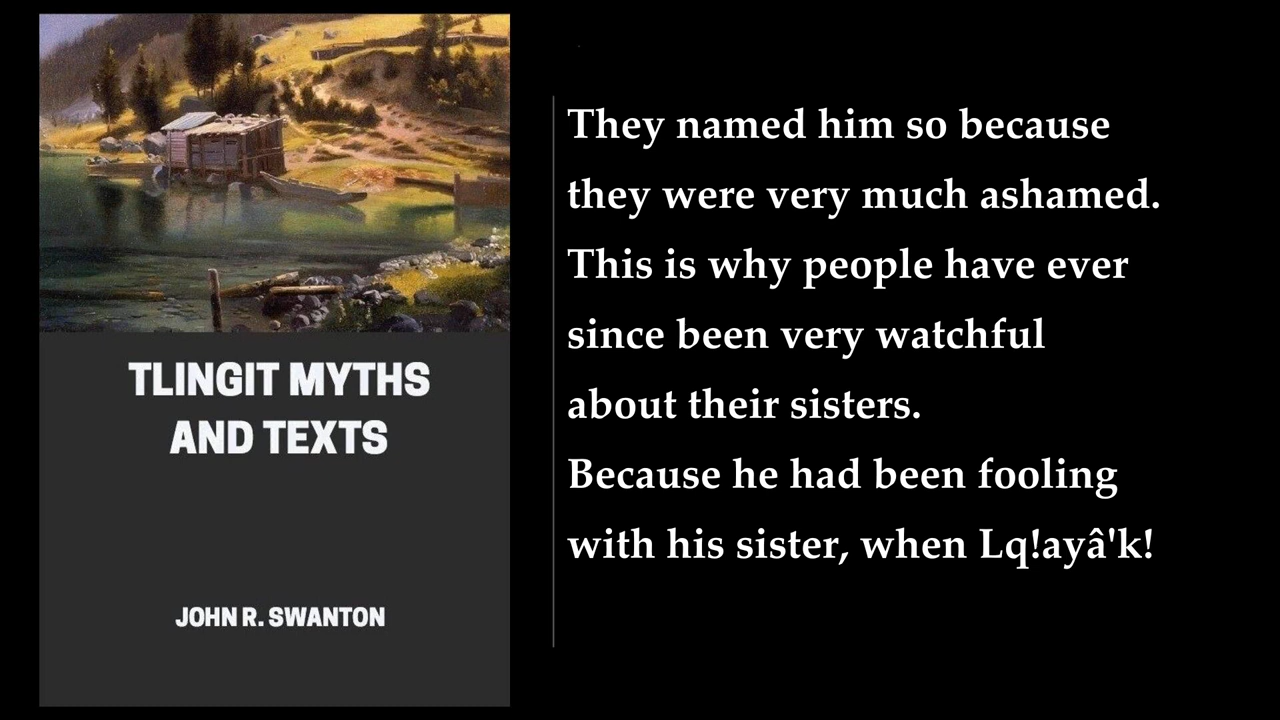 TLINGIT MYTHS
AND TEXTS
JOHN R. SWANTON
They named him so because
they were very much ashamed.
This is why people have ever
since been very watchful
about their sisters.
Because he had been fooling
with his sister, when Lq!ayâ'k!